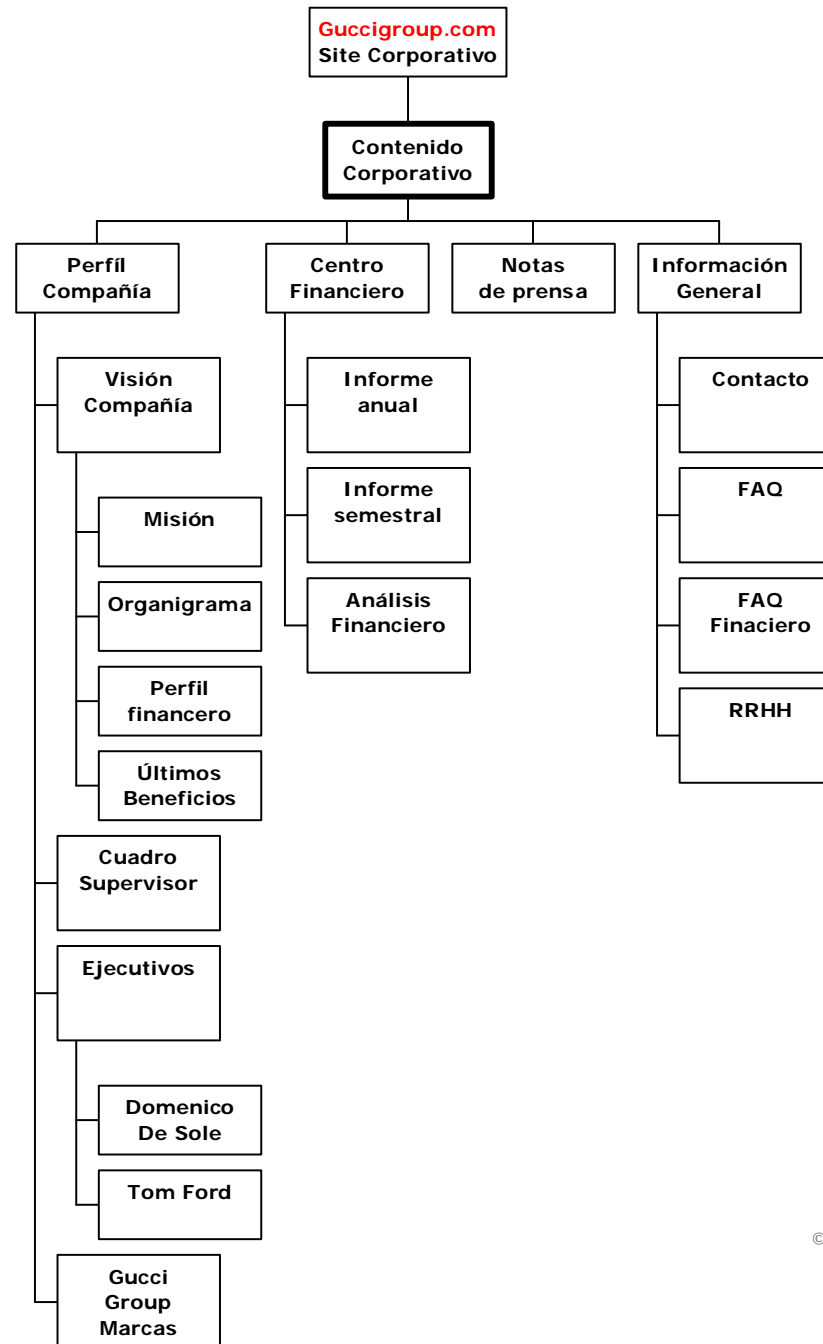 Guccigroup.com
Site Corporativo
Contenido
Corporativo
Perfíl
Compañía
Centro
Financiero
Notas
de prensa
Información
General
Visión
Compañía
Misión
Organigrama
Perfil
financero
Últimos
Beneficios
Cuadro
Supervisor
Ejecutivos
Domenico
De Sole
Tom Ford
Gucci
Group
Marcas
Informe
anual
Informe
semestral
Análisis
Financiero
Contacto
FAQ
FAQ
Finaciero
RRHH
©